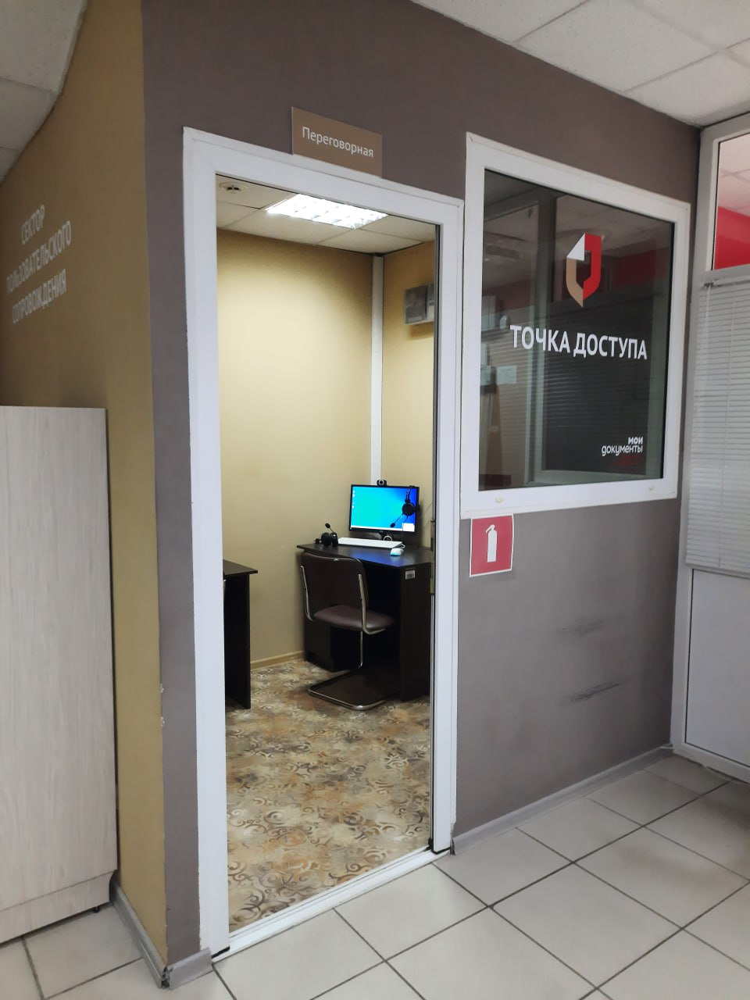 Переговорная
СЕКТОР
ПОЛЬЗОВАТЕЛЬСКОГО
СОПРОВОЖДЕНИЯ
ТОЧКА ДОСТУПА
мои
документы